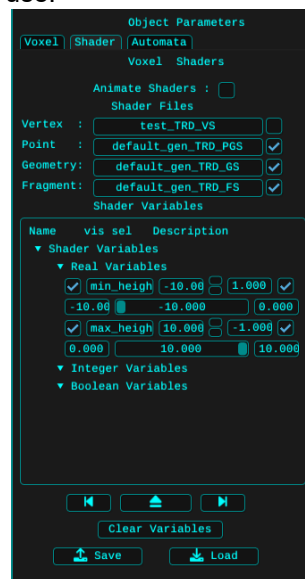 Object Parameters
Voxel Shader Automata
Voxel Shaders
Animate Shaders :
Shader Files
Vertex : test_TRD_VS
Point : default_gen_TRD_PGS
Geometry: default_gen_TRD_GS
Fragment: default_gen_TRD_FS
Shader Variables
Name vis sel Description
▼ Shader Variables
▼ Real Variables
min_heigh -10.00 1.000
-10.00 -10.000 0.000
max_heigh 10.000 -1.000
0.000 10.000 10.000
▼ Integer Variables
▼ Boolean Variables
Clear Variables
Save Load